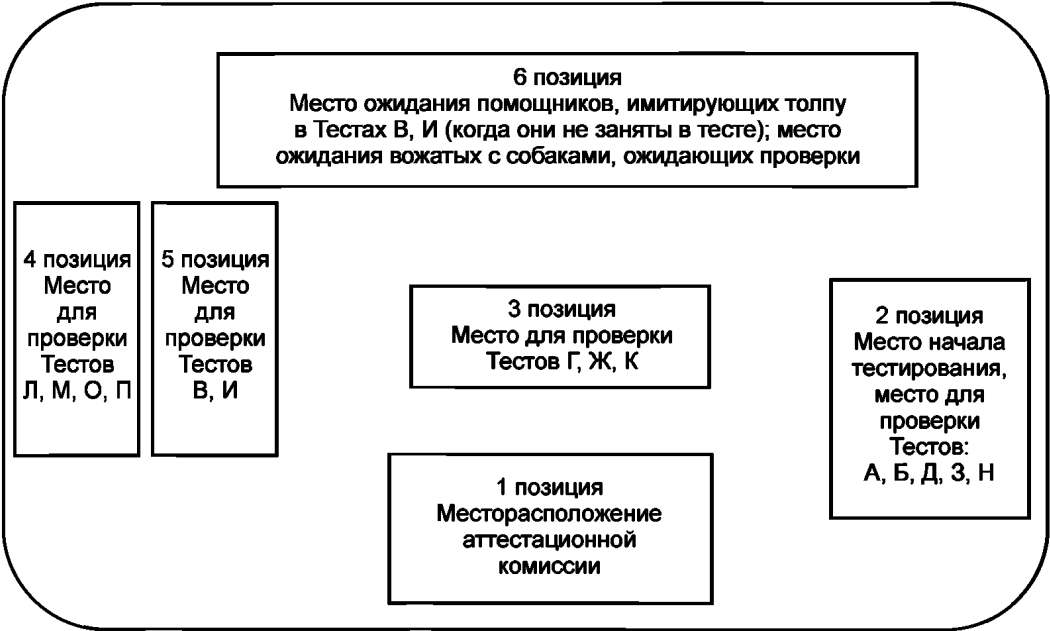 6 позиция
Место ожидания помощников, имитирующих толпу
в Тестах В, И (когда они не заняты в тесте); место
ожидания вожатых с собаками, ожидающих проверки
4 позиция
Место
для
проверки
Тестов
Л, М, О, П
5 позиция
Место
для
проверки
Тестов
В, И
3 позиция
Место для проверки
Тестов Г, Ж, К
2 позиция
Место начала
тестирования,
место для
проверки
Тестов:
А, Б, Д, З, Н
1 позиция
Месторасположение
аттестационной
комиссии